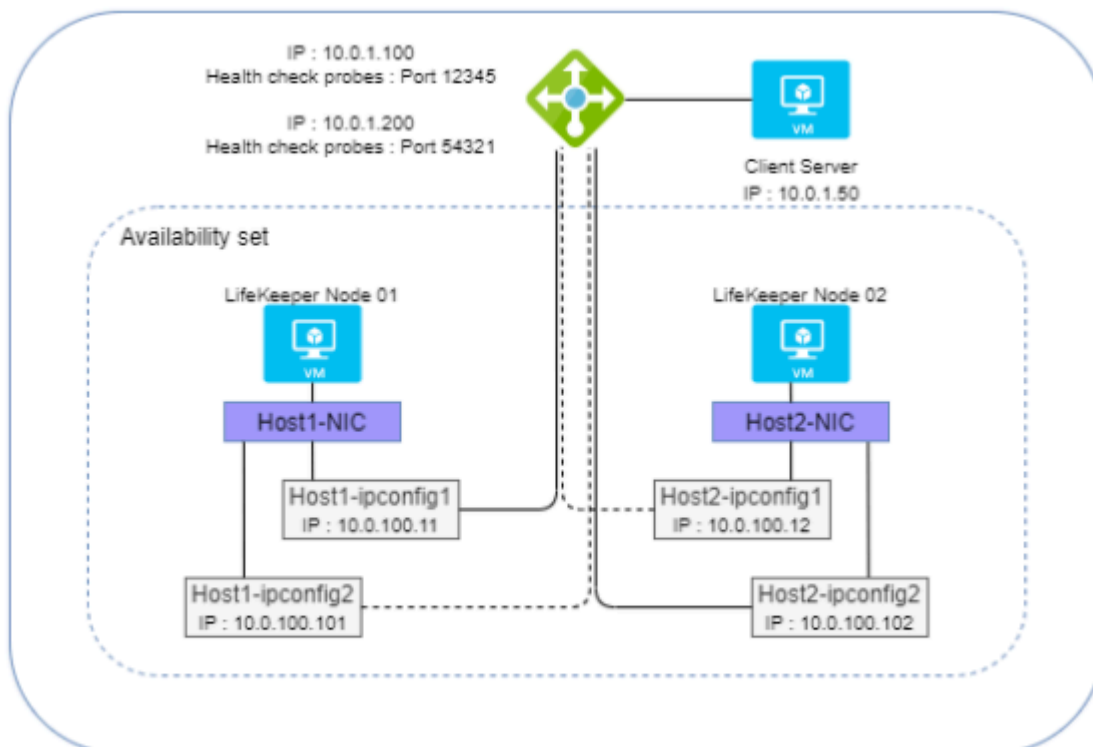 IP : 10.0.1.100
Health check probes : Port 12345
IP : 10.0.1.200
Health check probes : Port 54321
VM
Client Server
IP : 10.0.1.50
Availability set
LifeKeeper Node 01
VM
LifeKeeper Node 02
VM
Host1-NIC
Host2-NIC
Host1-ipconfig1
IP : 10.0.100.11
Host2-ipconfig1
IP : 10.0.100.12
Host1-ipconfig2
IP : 10.0.100.101
Host2-ipconfig2
IP : 10.0.100.102